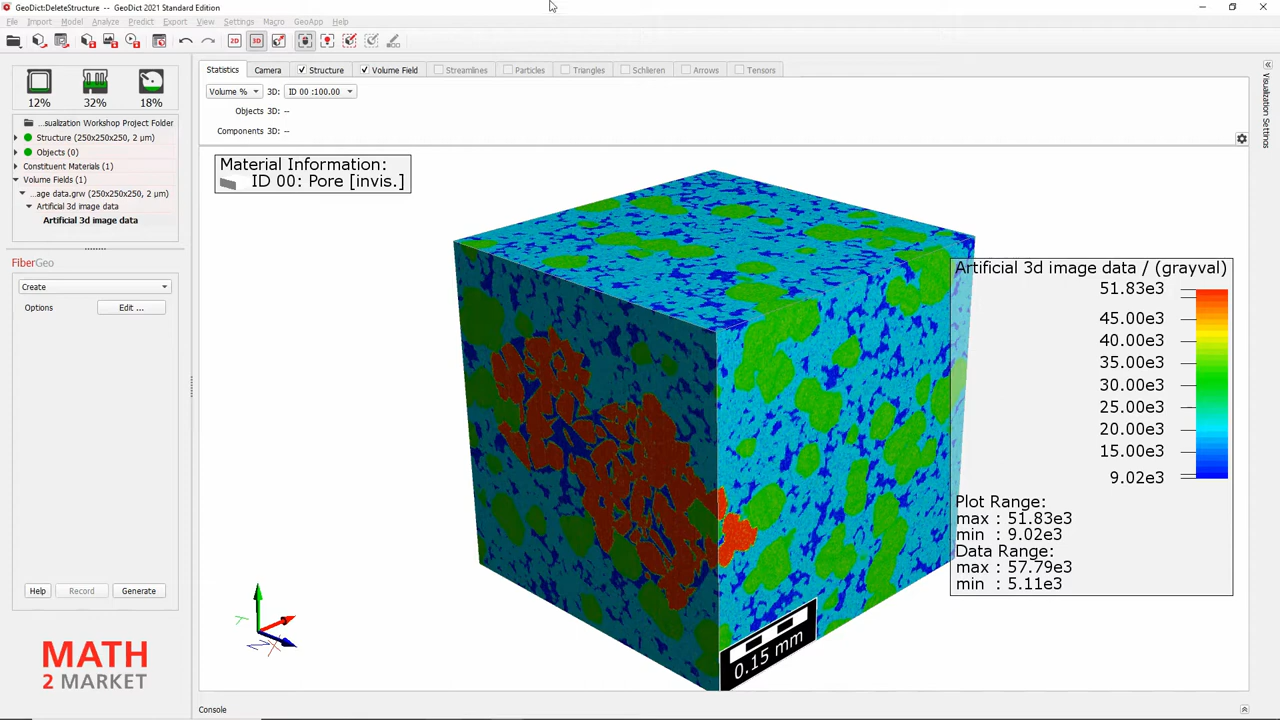 GeoDict:DeleteStructure -- GeoDict 2021 Standard Edition
File Import Model Analyze Predict Export View Settings Macro GeoApp Help
2D 3D
Statistics Camera Structure Volume Field Streamlines Particles Triangles Schlieren Arrows Tensors
Visualization Settings
Volume % 3D: ID 00 :100.00
Objects 3D: --
Components 3D: --
12% 32% 18%
...sualization Workshop Project Folder
Structure (250x250x250, 2 µm)
Objects (0)
Constituent Materials (1)
Volume Fields (1)
...age data.grw (250x250x250, 2 µm)
Artificial 3d image data
Artificial 3d image data
FiberGeo
Create
Options Edit ...
Help Record Generate
MATH
2 MARKET
Material Information:
ID 00: Pore [invis.]
Artificial 3d image data / (grayval)
51.83e3
45.00e3
40.00e3
35.00e3
30.00e3
25.00e3
20.00e3
15.00e3
9.02e3
Plot Range:
max : 51.83e3
min : 9.02e3
Data Range:
max : 57.79e3
min : 5.11e3
0.15 mm
Y
Z X
Console